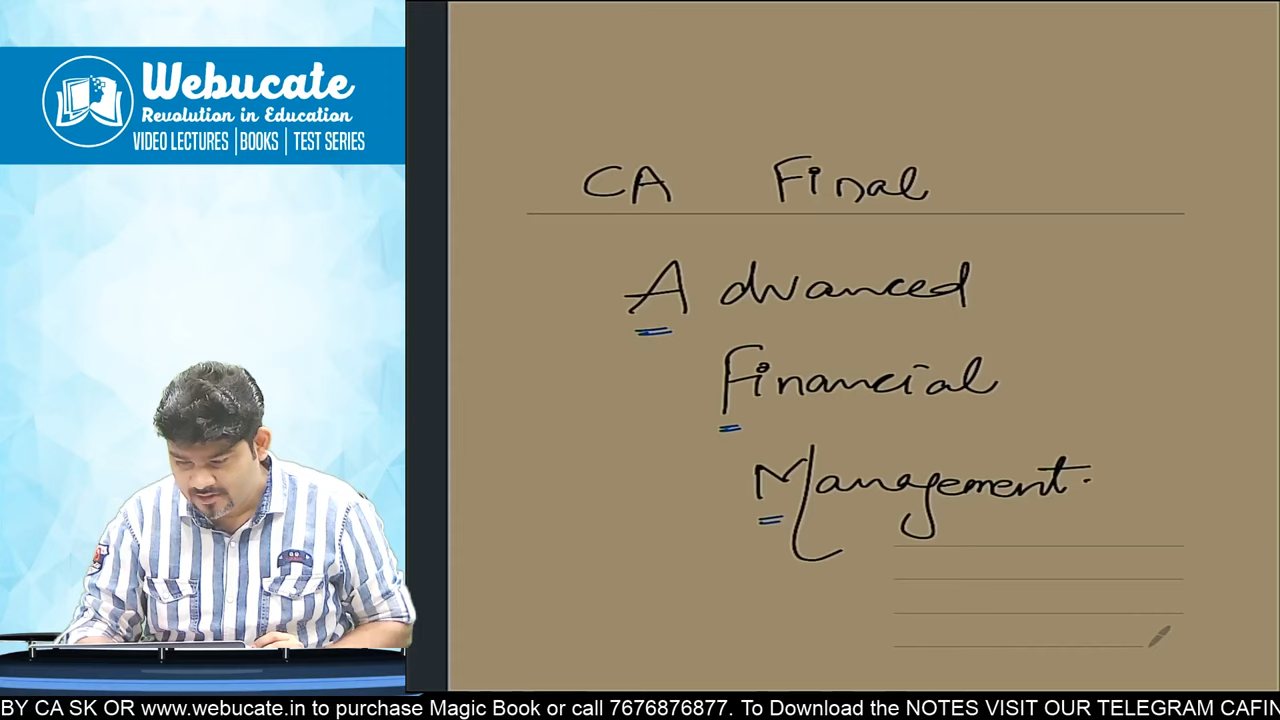 Webucate
Revolution in Education
VIDEO LECTURES | BOOKS | TEST SERIES
CA Final
Advanced
Financial
Management.
BY CA SK OR www.webucate.in to purchase Magic Book or call 7676876877. To Download the NOTES VISIT OUR TELEGRAM CAFIN